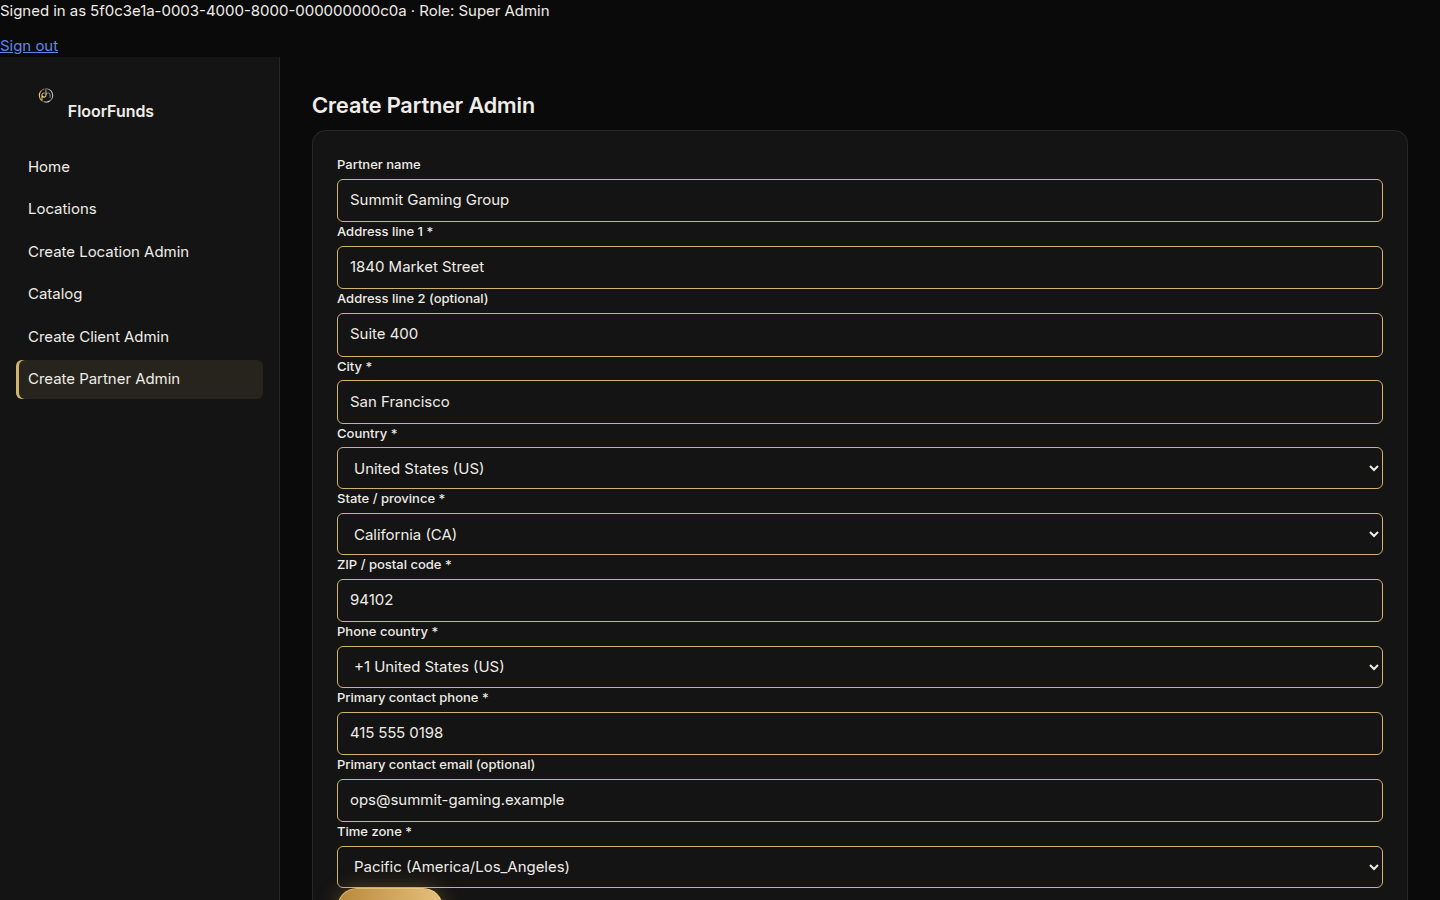 Signed in as 5f0c3e1a-0003-4000-8000-000000000c0a · Role: Super Admin
Sign out
FloorFunds
Home
Locations
Create Location Admin
Catalog
Create Client Admin
Create Partner Admin
Create Partner Admin
Partner name
Summit Gaming Group
Address line 1 *
1840 Market Street
Address line 2 (optional)
Suite 400
City *
San Francisco
Country *
United States (US)
State / province *
California (CA)
ZIP / postal code *
94102
Phone country *
+1 United States (US)
Primary contact phone *
415 555 0198
Primary contact email (optional)
ops@summit-gaming.example
Time zone *
Pacific (America/Los_Angeles)